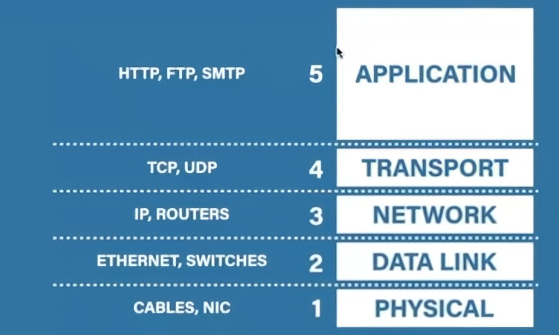 HTTP, FTP, SMTP 5 APPLICATION
TCP, UDP 4 TRANSPORT
IP, ROUTERS 3 NETWORK
ETHERNET, SWITCHES 2 DATA LINK
CABLES, NIC 1 PHYSICAL